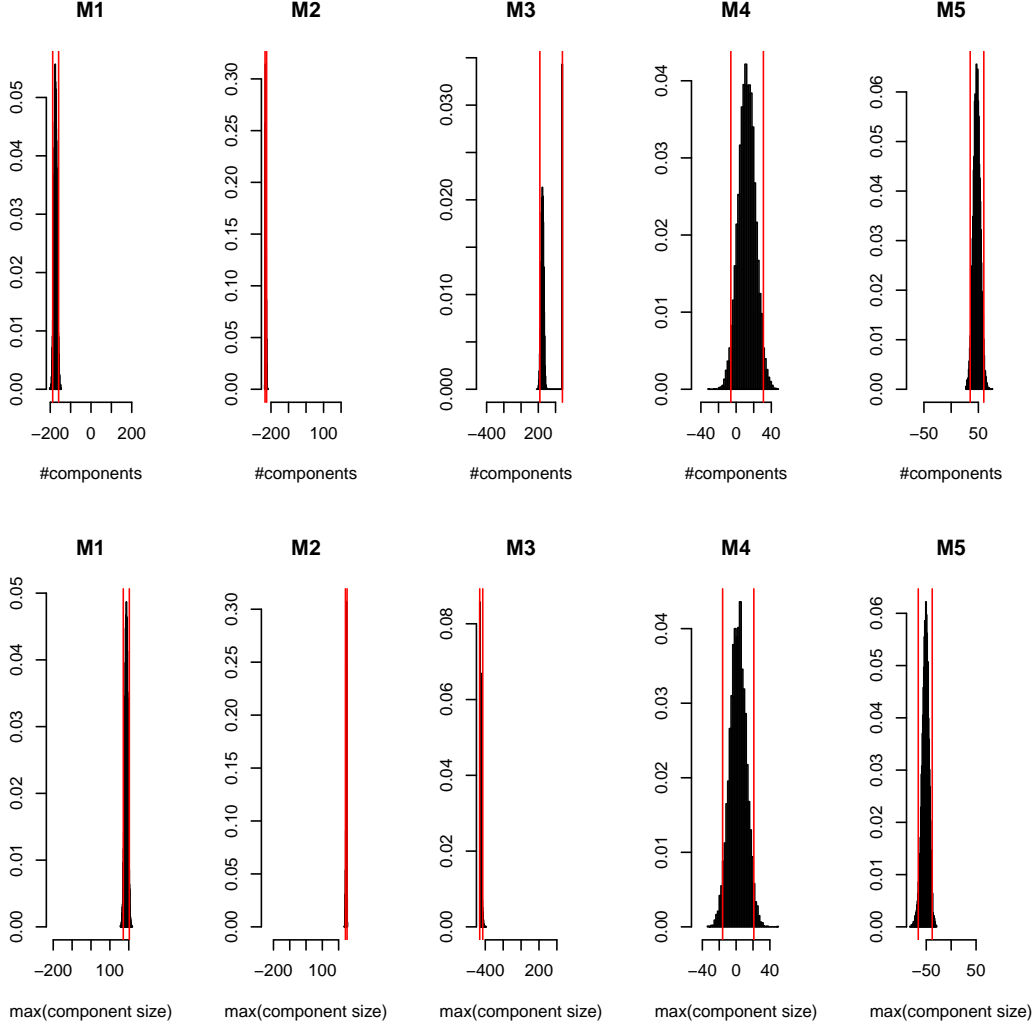 M1 M2 M3 M4 M5
0.00 0.01 0.02 0.03 0.04 0.05
−200 0 200
#components
0.00 0.05 0.10 0.15 0.20 0.25 0.30
−200 100
#components
0.000 0.010 0.020 0.030
−400 200
#components
0.00 0.01 0.02 0.03 0.04
−40 0 40
#components
0.00 0.01 0.02 0.03 0.04 0.05 0.06
−50 50
#components
M1 M2 M3 M4 M5
0.00 0.01 0.02 0.03 0.04 0.05
−200 100
max(component size)
0.00 0.05 0.10 0.15 0.20 0.25 0.30
−200 100
max(component size)
0.00 0.02 0.04 0.06 0.08
−400 200
max(component size)
0.00 0.01 0.02 0.03 0.04
−40 0 40
max(component size)
0.00 0.01 0.02 0.03 0.04 0.05 0.06
−50 50
max(component size)